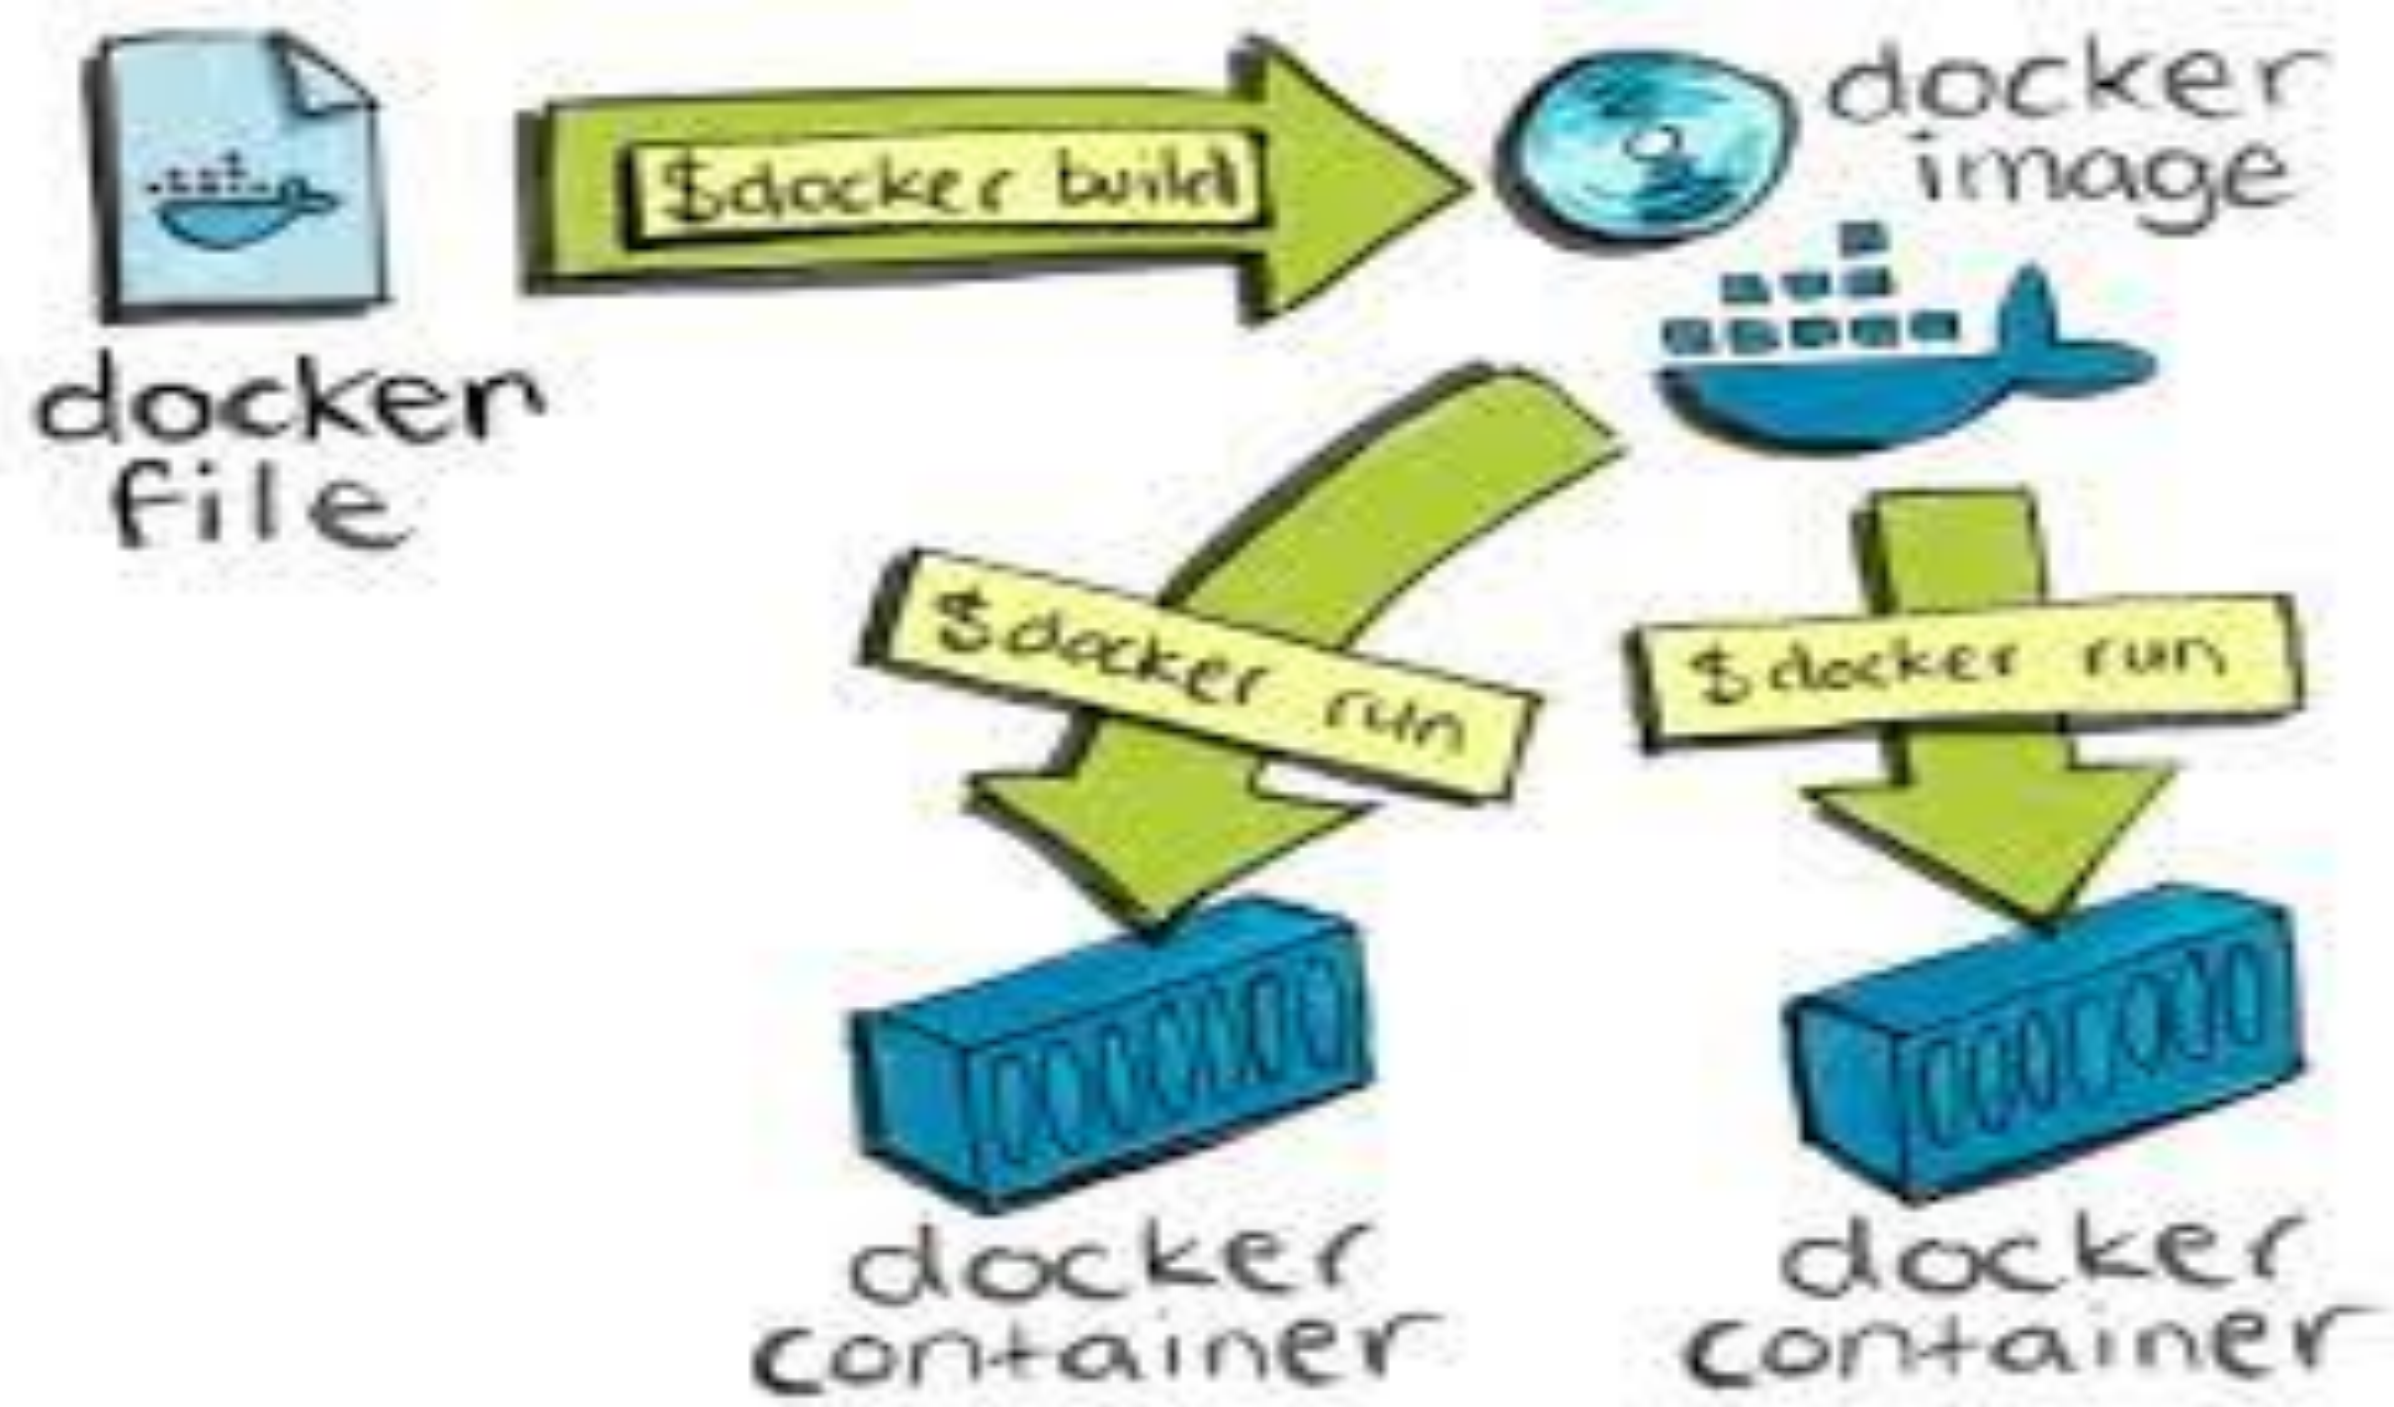 docker
file
$docker build
docker
image
$docker run
$docker run
docker
container
docker
container